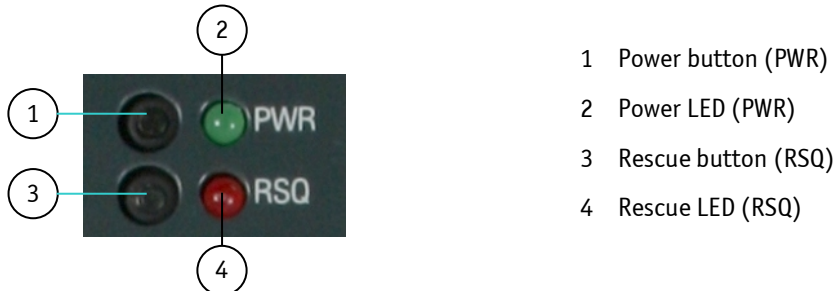 2
1
PWR
3
RSQ
4
1 Power button (PWR)
2 Power LED (PWR)
3 Rescue button (RSQ)
4 Rescue LED (RSQ)